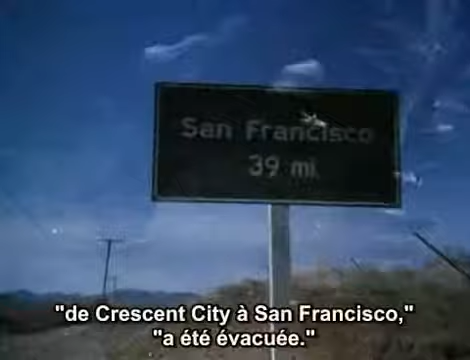 San Francisco
39 mi.
"de Crescent City à San Francisco,"
"a été évacuée."